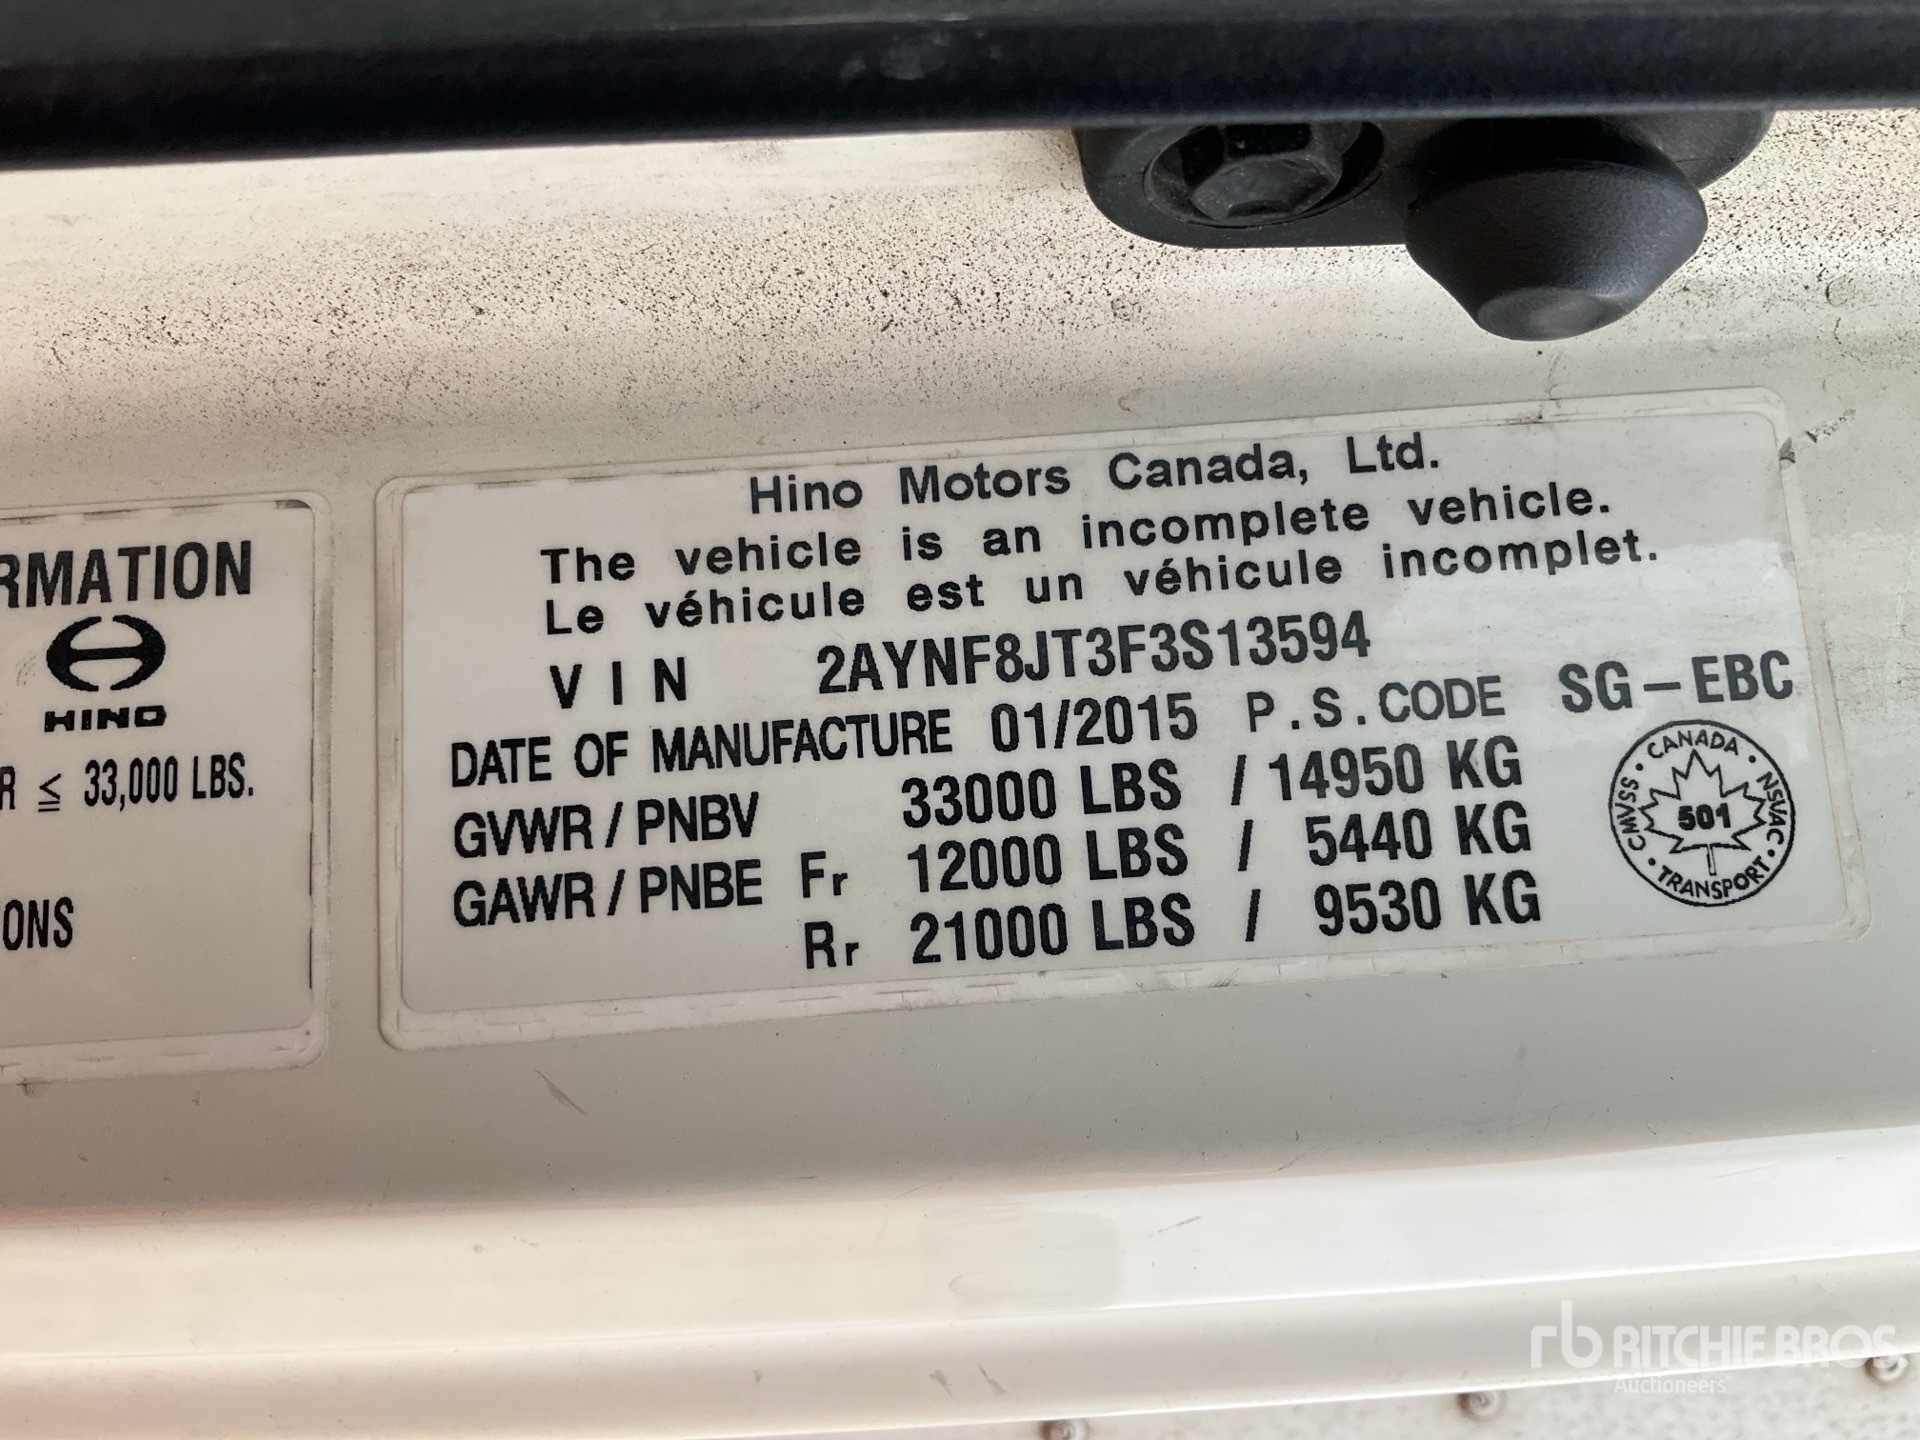 RMATION
HINO
R ≤ 33,000 LBS.
IONS
Hino Motors Canada, Ltd.
The vehicle is an incomplete vehicle.
Le véhicule est un véhicule incomplet.
VIN 2AYNF8JT3F3S13594
DATE OF MANUFACTURE 01/2015 P.S.CODE SG-EBC
GVWR/PNBV 33000 LBS / 14950 KG
GAWR/PNBE Fr 12000 LBS / 5440 KG
Rr 21000 LBS / 9530 KG
CANADA · NSVAC · TRANSPORT · CMVSS ·
501
rb RITCHIE BROS
Auctioneers